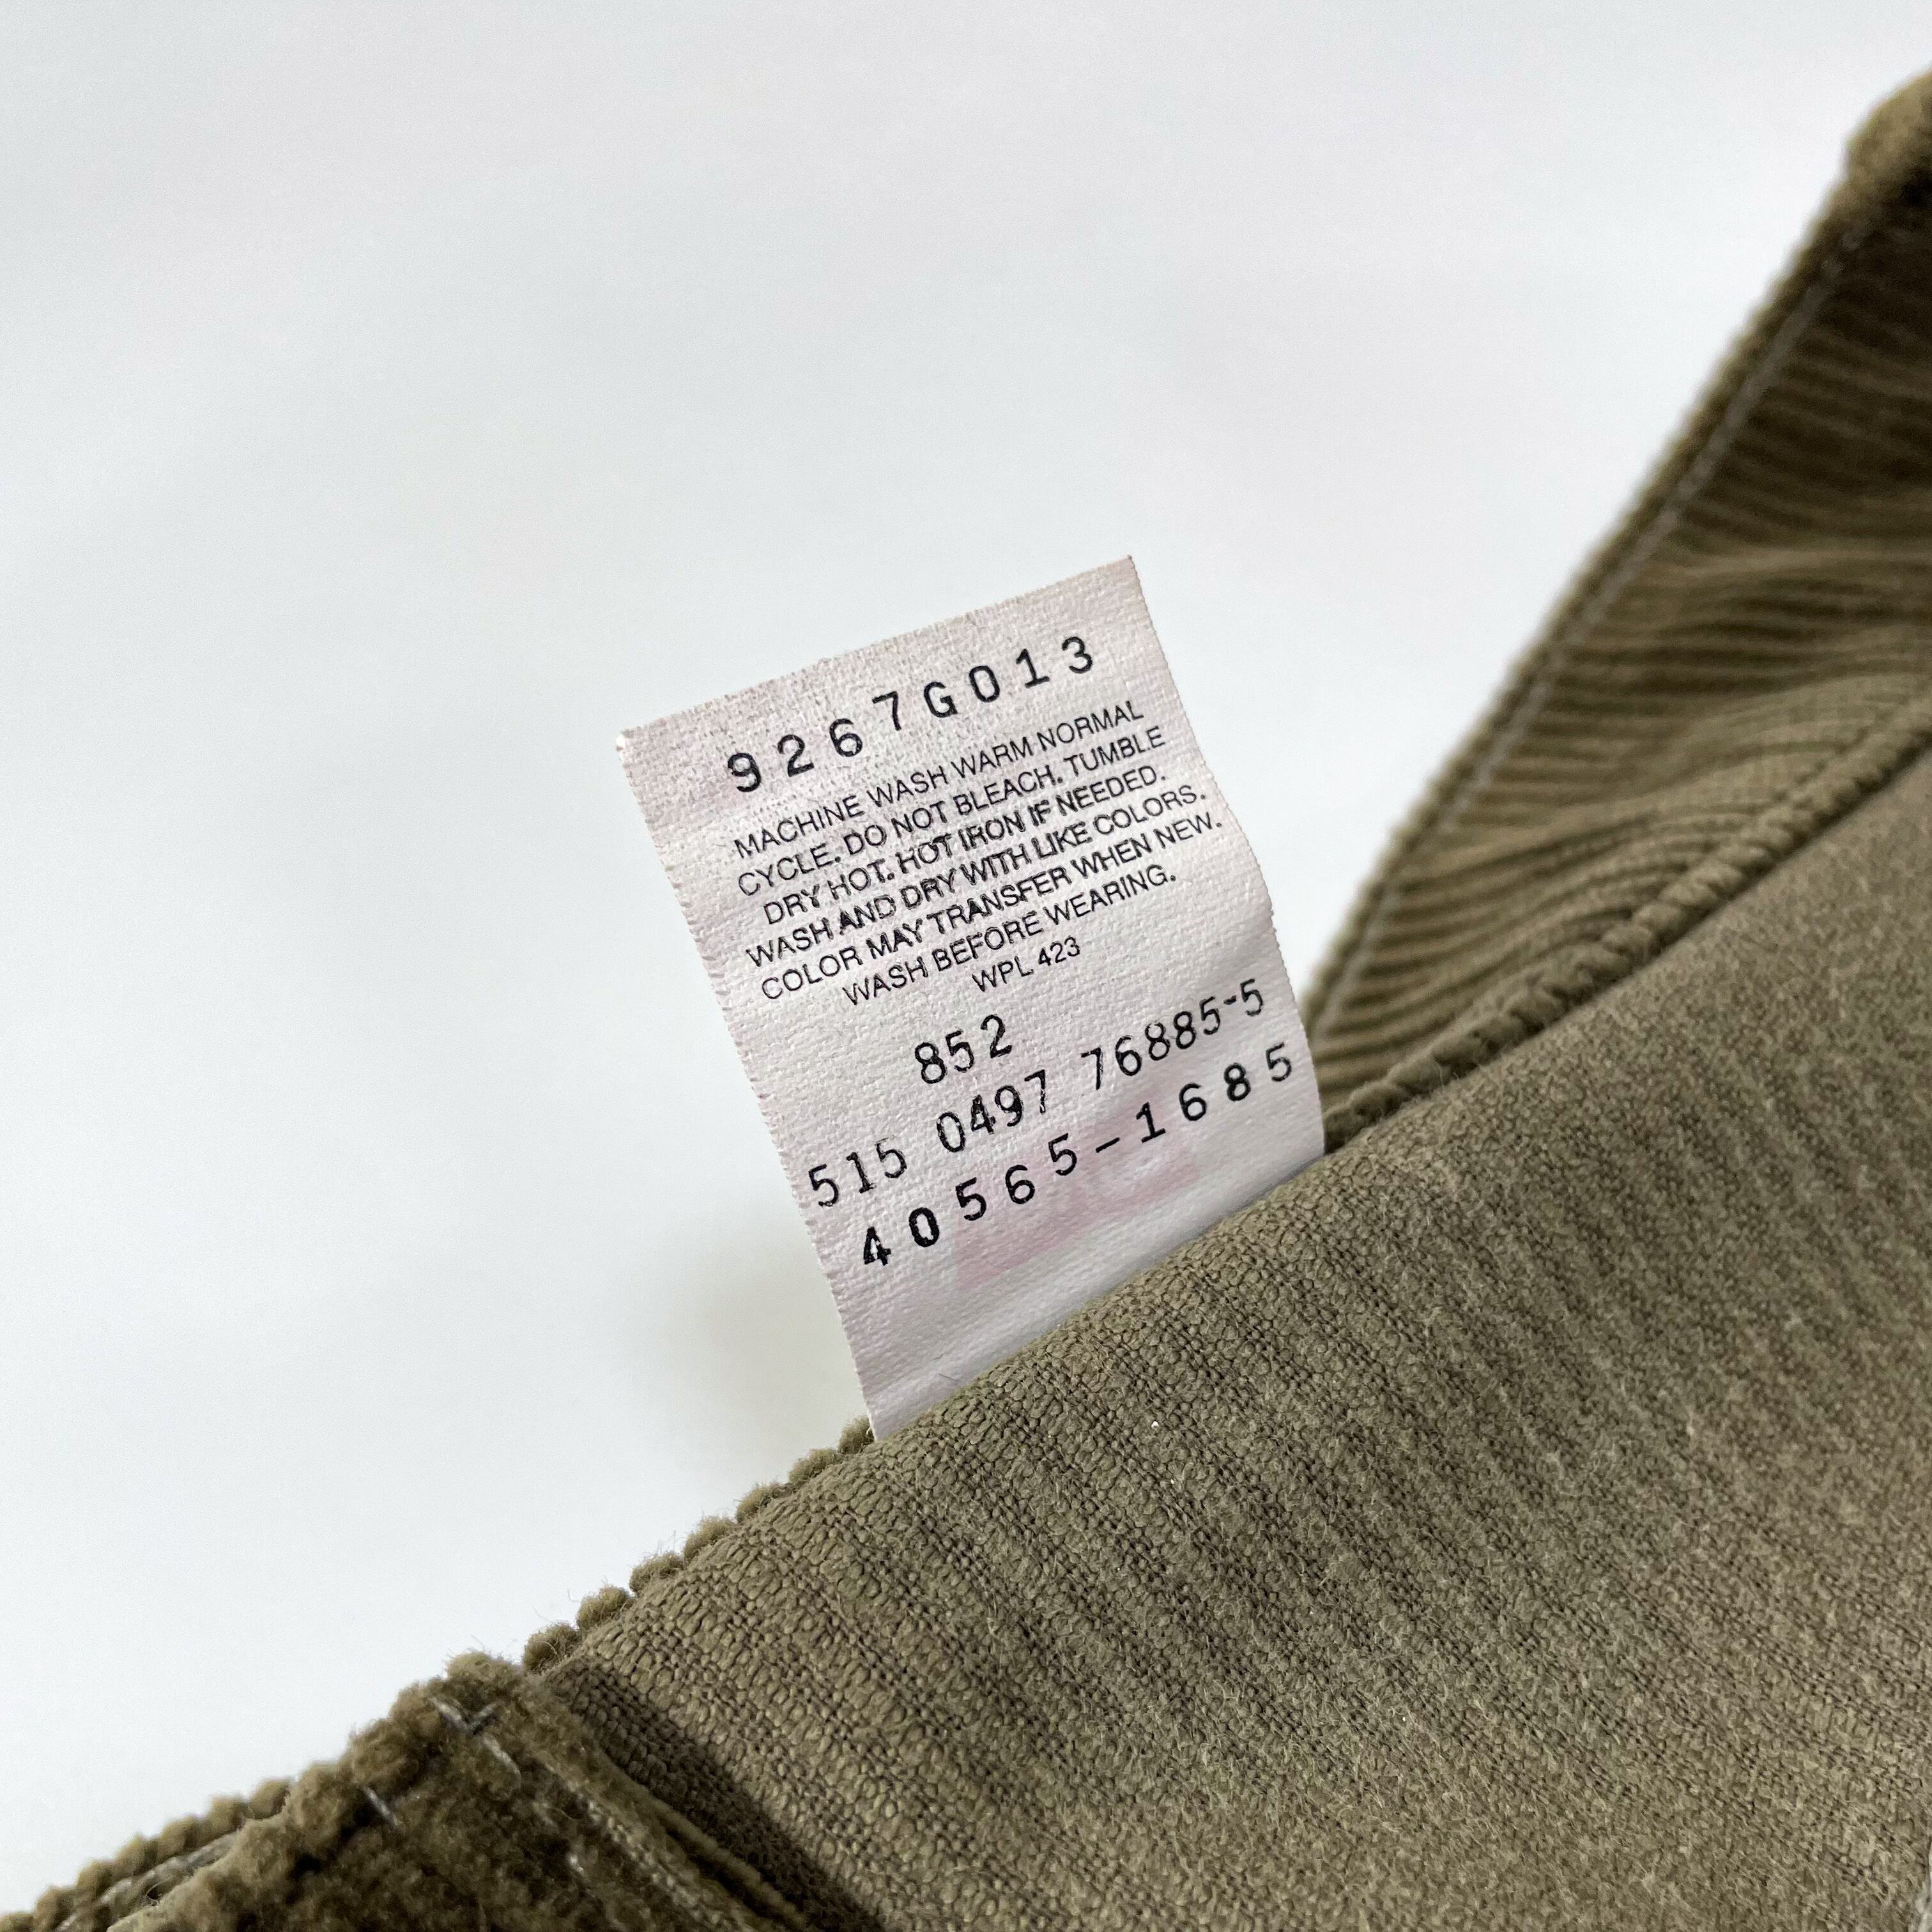 9267G013
MACHINE WASH WARM NORMAL
CYCLE. DO NOT BLEACH. TUMBLE
DRY HOT. HOT IRON IF NEEDED.
WASH AND DRY WITH LIKE COLORS.
COLOR MAY TRANSFER WHEN NEW.
WASH BEFORE WEARING.
WPL 423
852
515 0497 76885-5
40565-1685